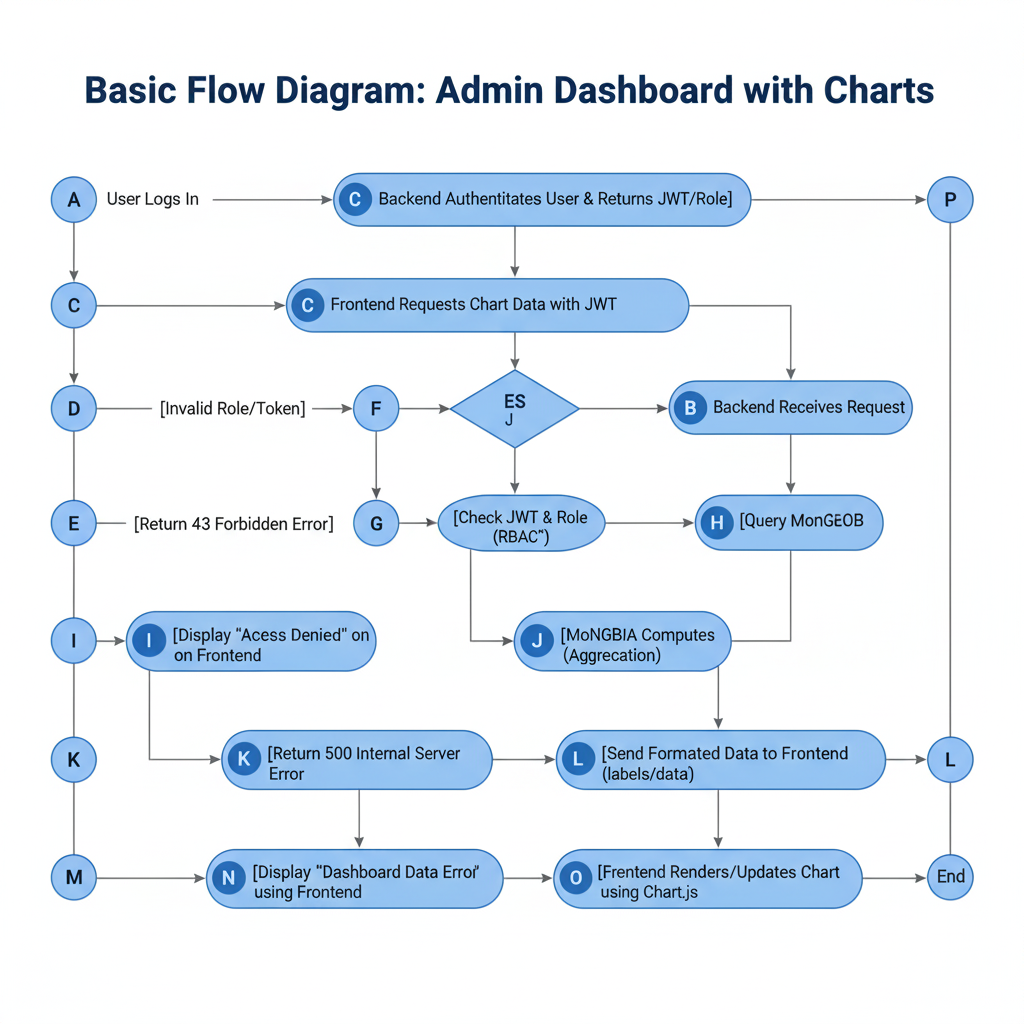 Basic Flow Diagram: Admin Dashboard with Charts
A
User Logs In
C
Backend Authentitates User & Returns JWT/Role]
P
C
C
Frontend Requests Chart Data with JWT
D
[Invalid Role/Token]
F
ES
J
B
Backend Receives Request
E
[Return 43 Forbidden Error]
G
[Check JWT & Role
(RBAC")
H
[Query MonGEOB
I
I
[Display "Acess Denied" on
on Frontend
J
[MoNGBIA Computes
(Aggrecation)
K
K
[Return 500 Internal Server
Error
L
[Send Formated Data to Frontend
(labels/data)
L
M
N
[Display "Dashboard Data Error'
using Frontend
O
[Frentend Renders/Updates Chart
using Chart.js
End